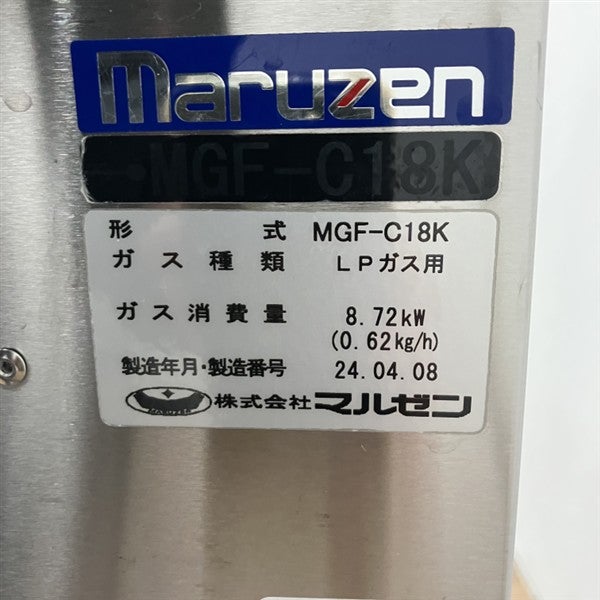 maruzen
MGF-C18K
形 式 MGF-C18K
ガス種類 LPガス用
ガス消費量 8.72kW
(0.62kg/h)
製造年月・製造番号 24.04.08
MARUZEN 株式会社マルゼン